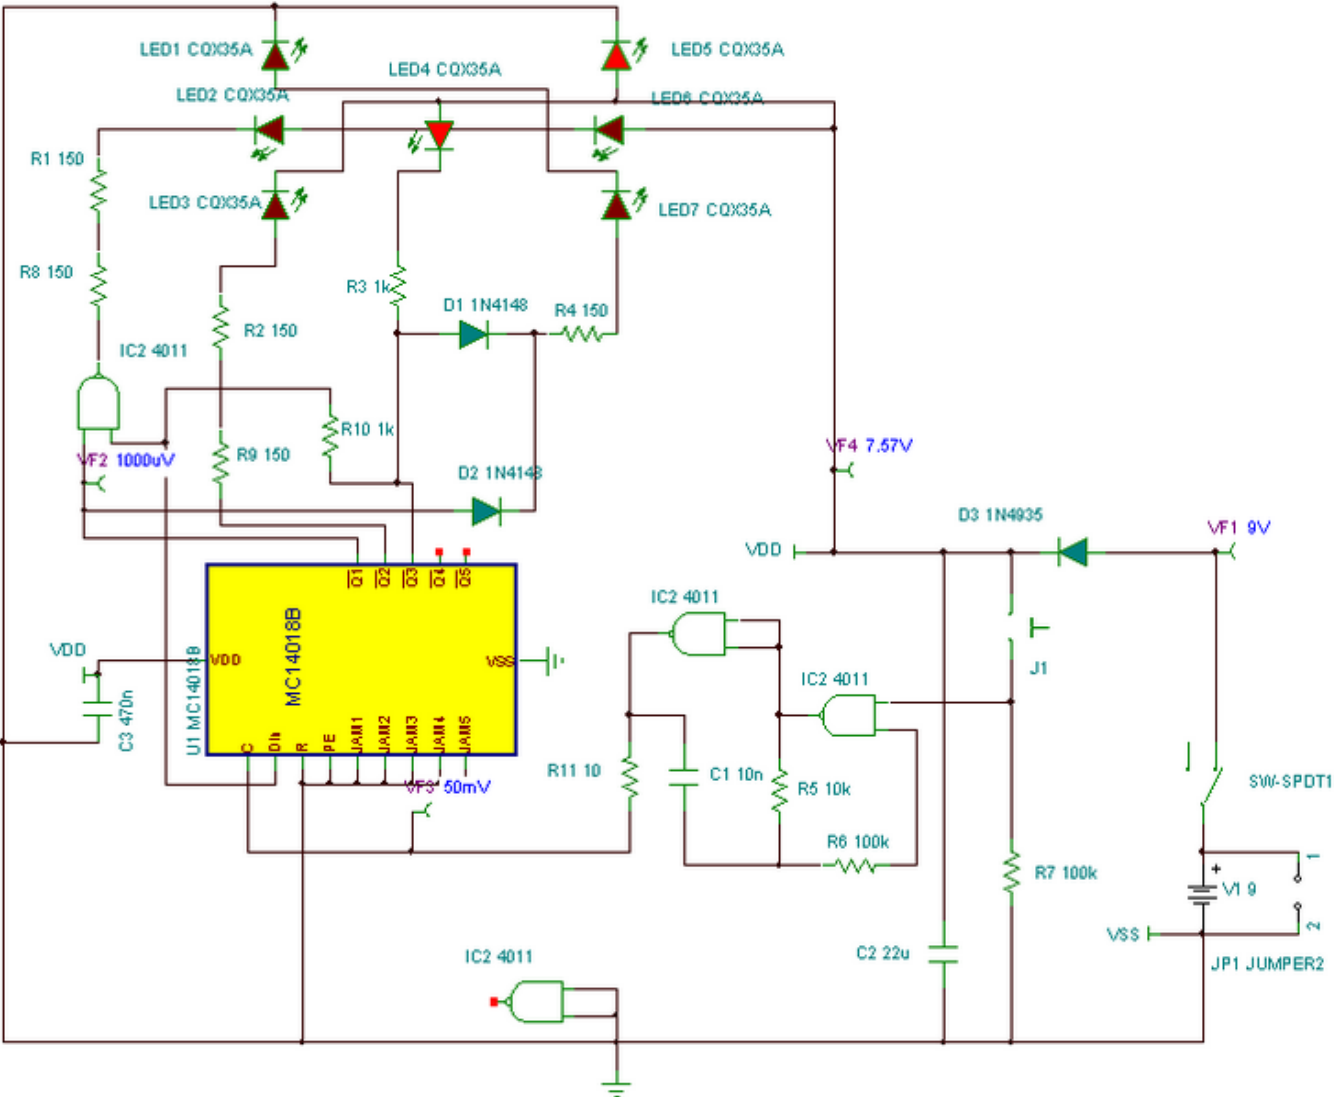 LED1 CQX35A
LED5 CQX35A
LED4 CQX35A
LED2 CQX35A
LED6 CQX35A
R1 150
LED3 CQX35A
LED7 CQX35A
R8 150
R3 1k
D1 1N4148
R4 150
R2 150
IC2 4011
R10 1k
R9 150
VF2 1000uV
D2 1N4148
VF4 7.57V
D3 1N4935
VF1 9V
VDD
Q1 Q2 Q3 Q4 Q5
IC2 4011
MC14018B
VDD
VDD
VSS
J1
IC2 4011
U1 MC14018B
C3 470n
C DIn R PE JAM1 JAM2 JAM3 JAM4 JAM5
VF3 50mV
R11 10
C1 10n
R5 10k
SW-SPDT1
R6 100k
R7 100k
1
+
V1 9
VSS
2
C2 22u
IC2 4011
JP1 JUMPER2